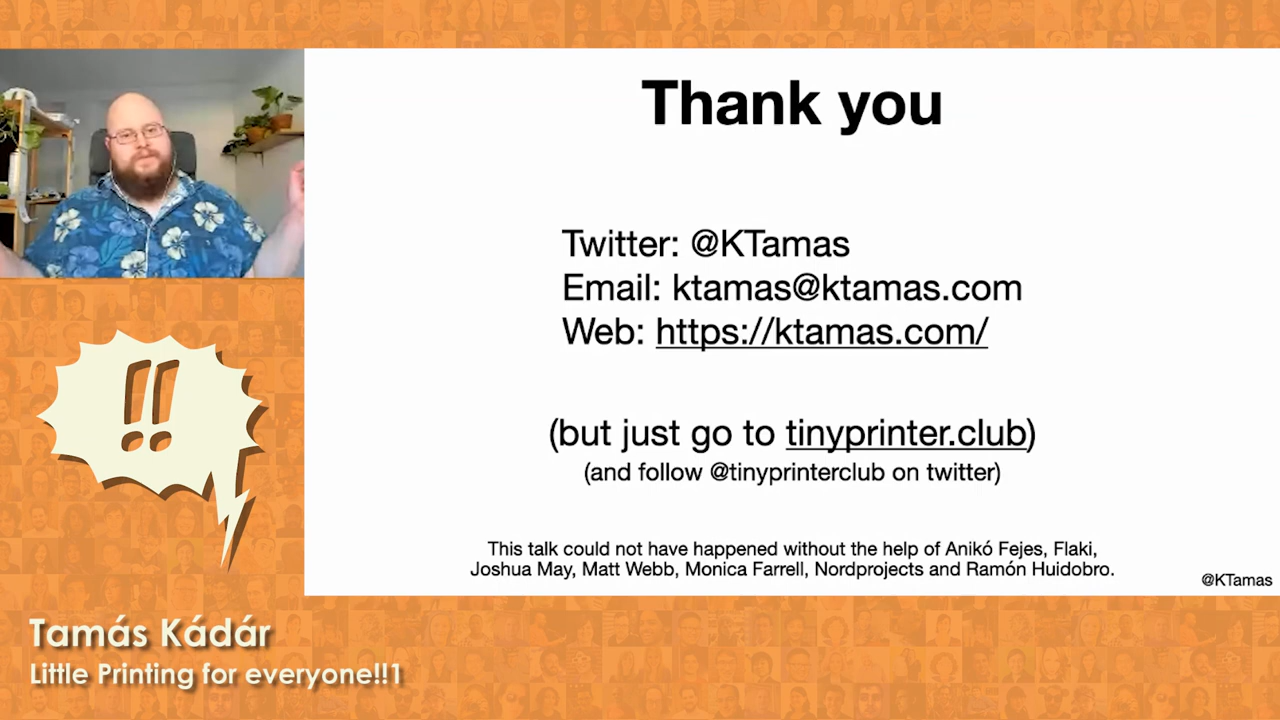 Thank you
Twitter: @KTamas
Email: ktamas@ktamas.com
Web: https://ktamas.com/
(but just go to tinyprinter.club)
(and follow @tinyprinterclub on twitter)
This talk could not have happened without the help of Anikó Fejes, Flaki,
Joshua May, Matt Webb, Monica Farrell, Nordprojects and Ramón Huidobro.
@KTamas
!!
Tamás Kádár
Little Printing for everyone!!1